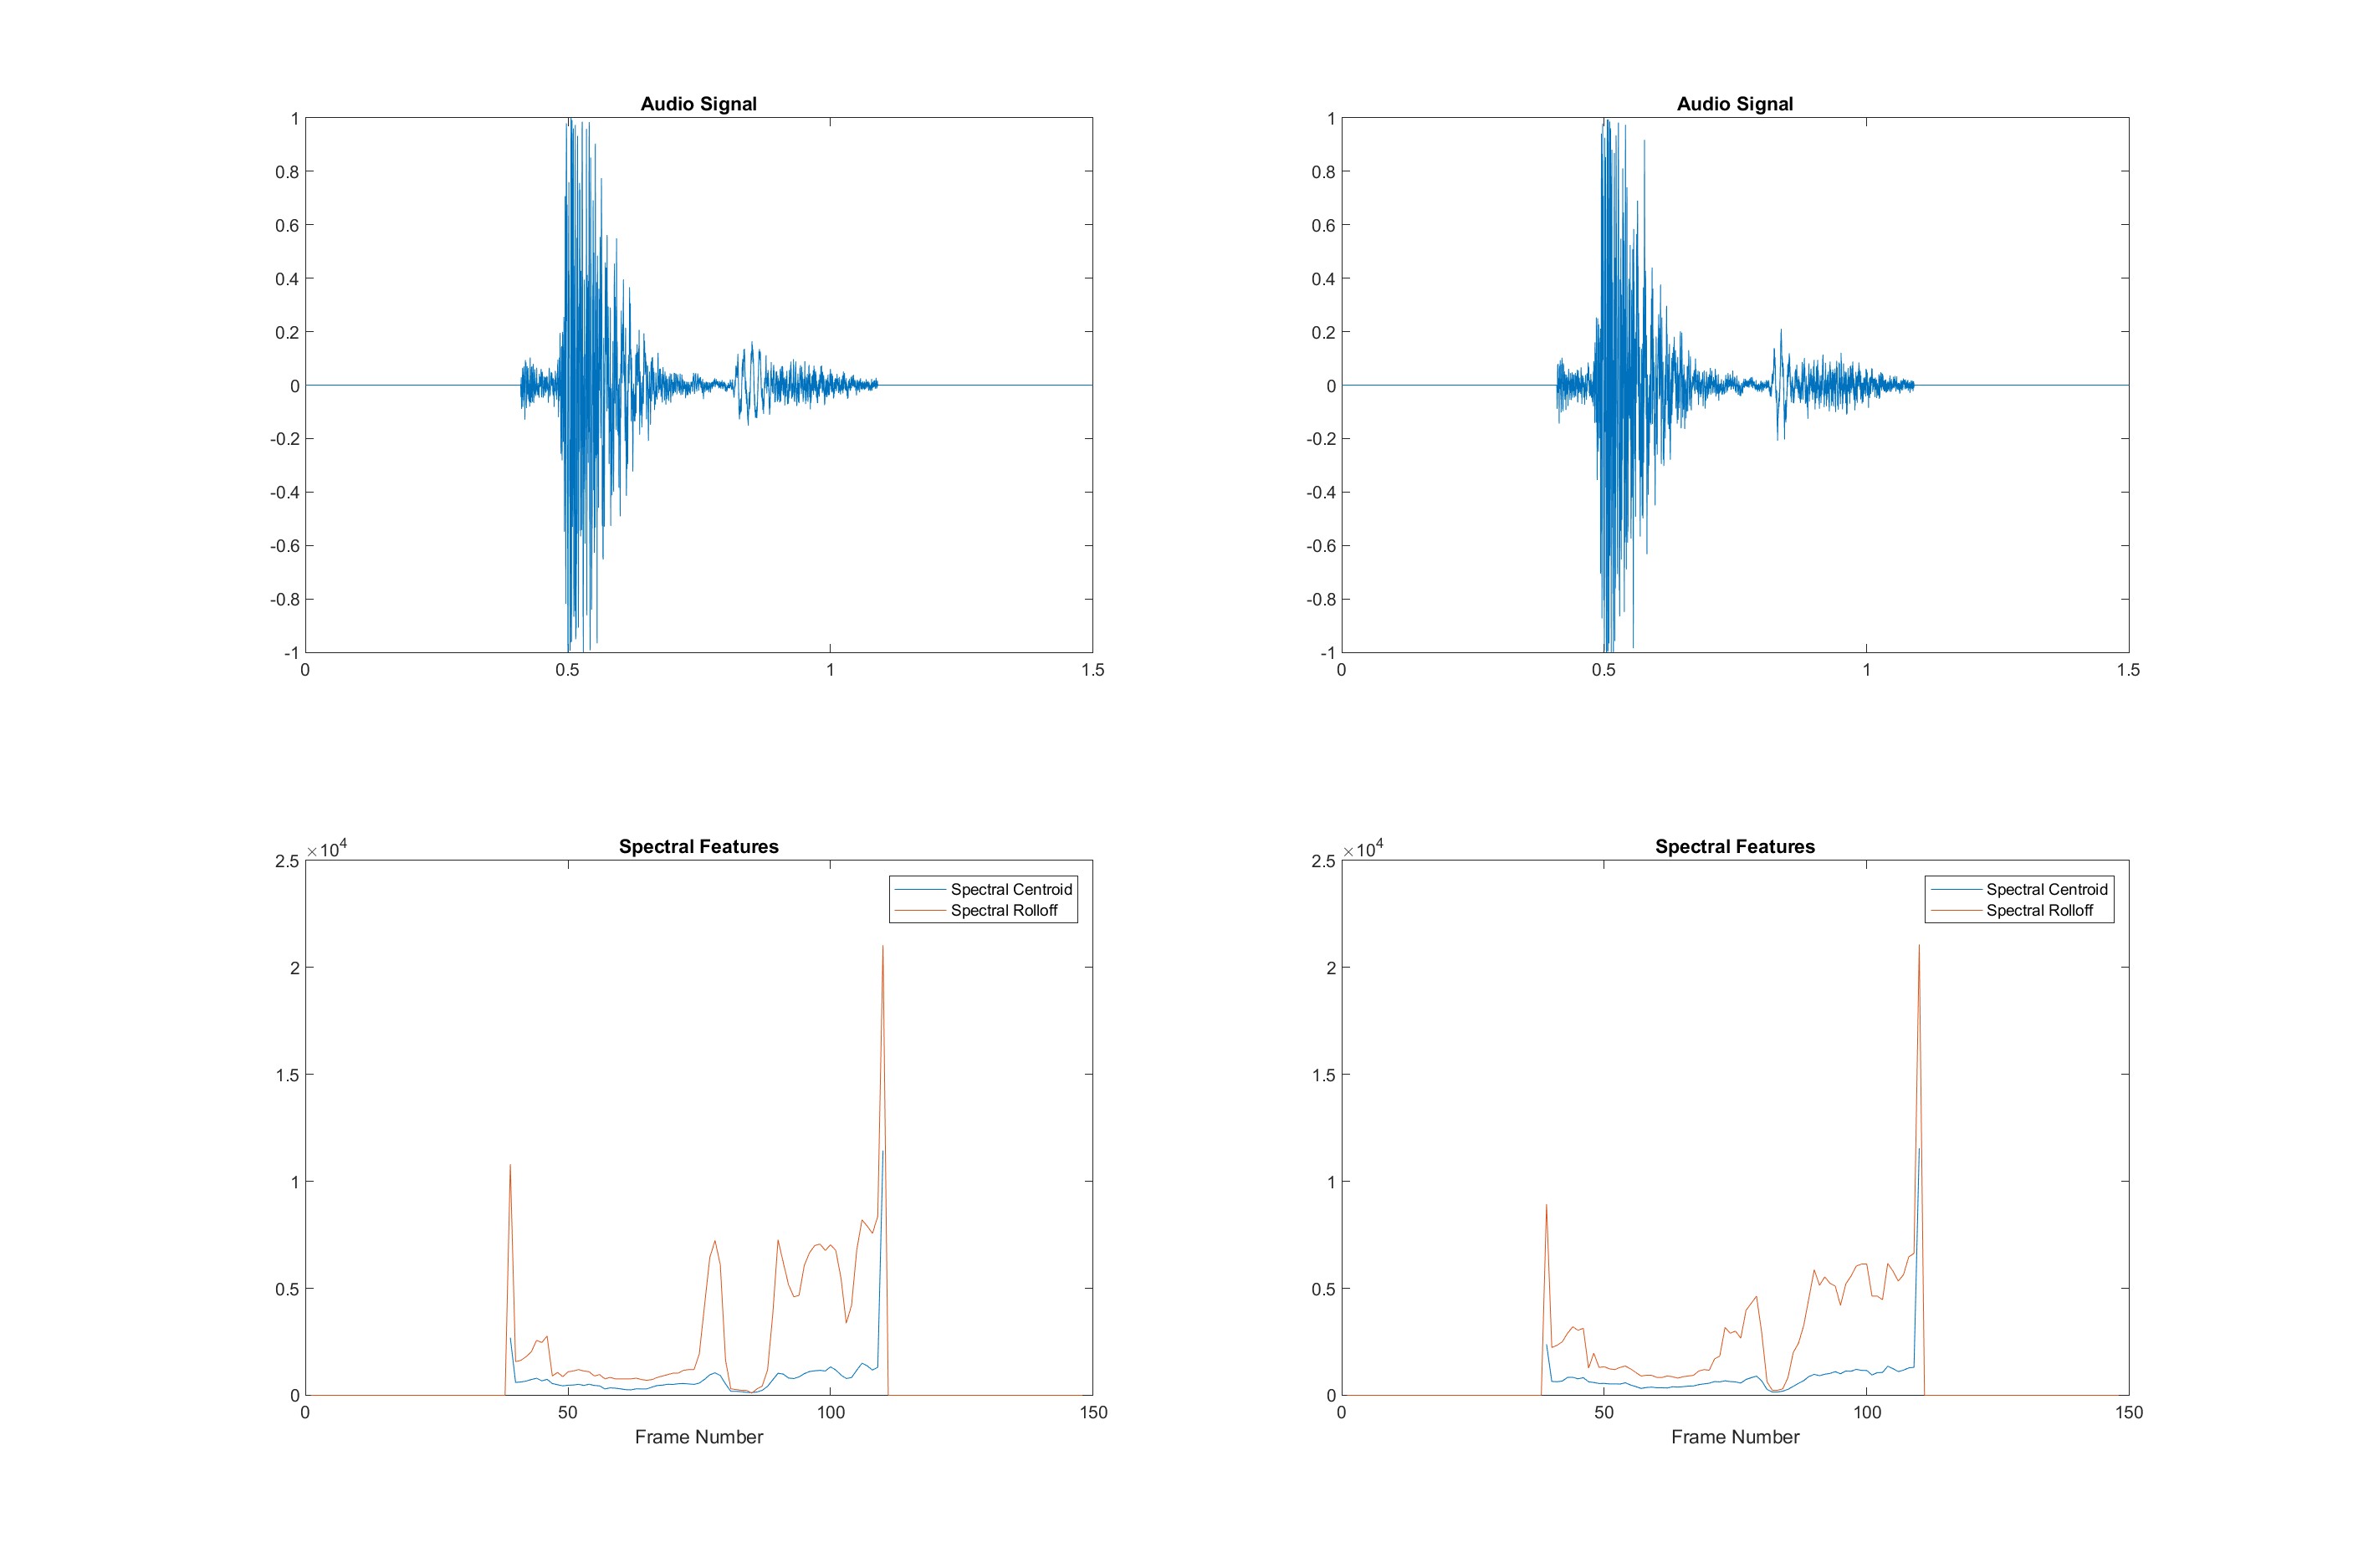 Audio Signal
1
0.8
0.6
0.4
0.2
0
-0.2
-0.4
-0.6
-0.8
-1
0 0.5 1 1.5
Audio Signal
1
0.8
0.6
0.4
0.2
0
-0.2
-0.4
-0.6
-0.8
-1
0 0.5 1 1.5
Spectral Features
×10⁴
2.5
2
1.5
1
0.5
0
0 50 100 150
Frame Number
Spectral Centroid
Spectral Rolloff
Spectral Features
×10⁴
2.5
2
1.5
1
0.5
0
0 50 100 150
Frame Number
Spectral Centroid
Spectral Rolloff